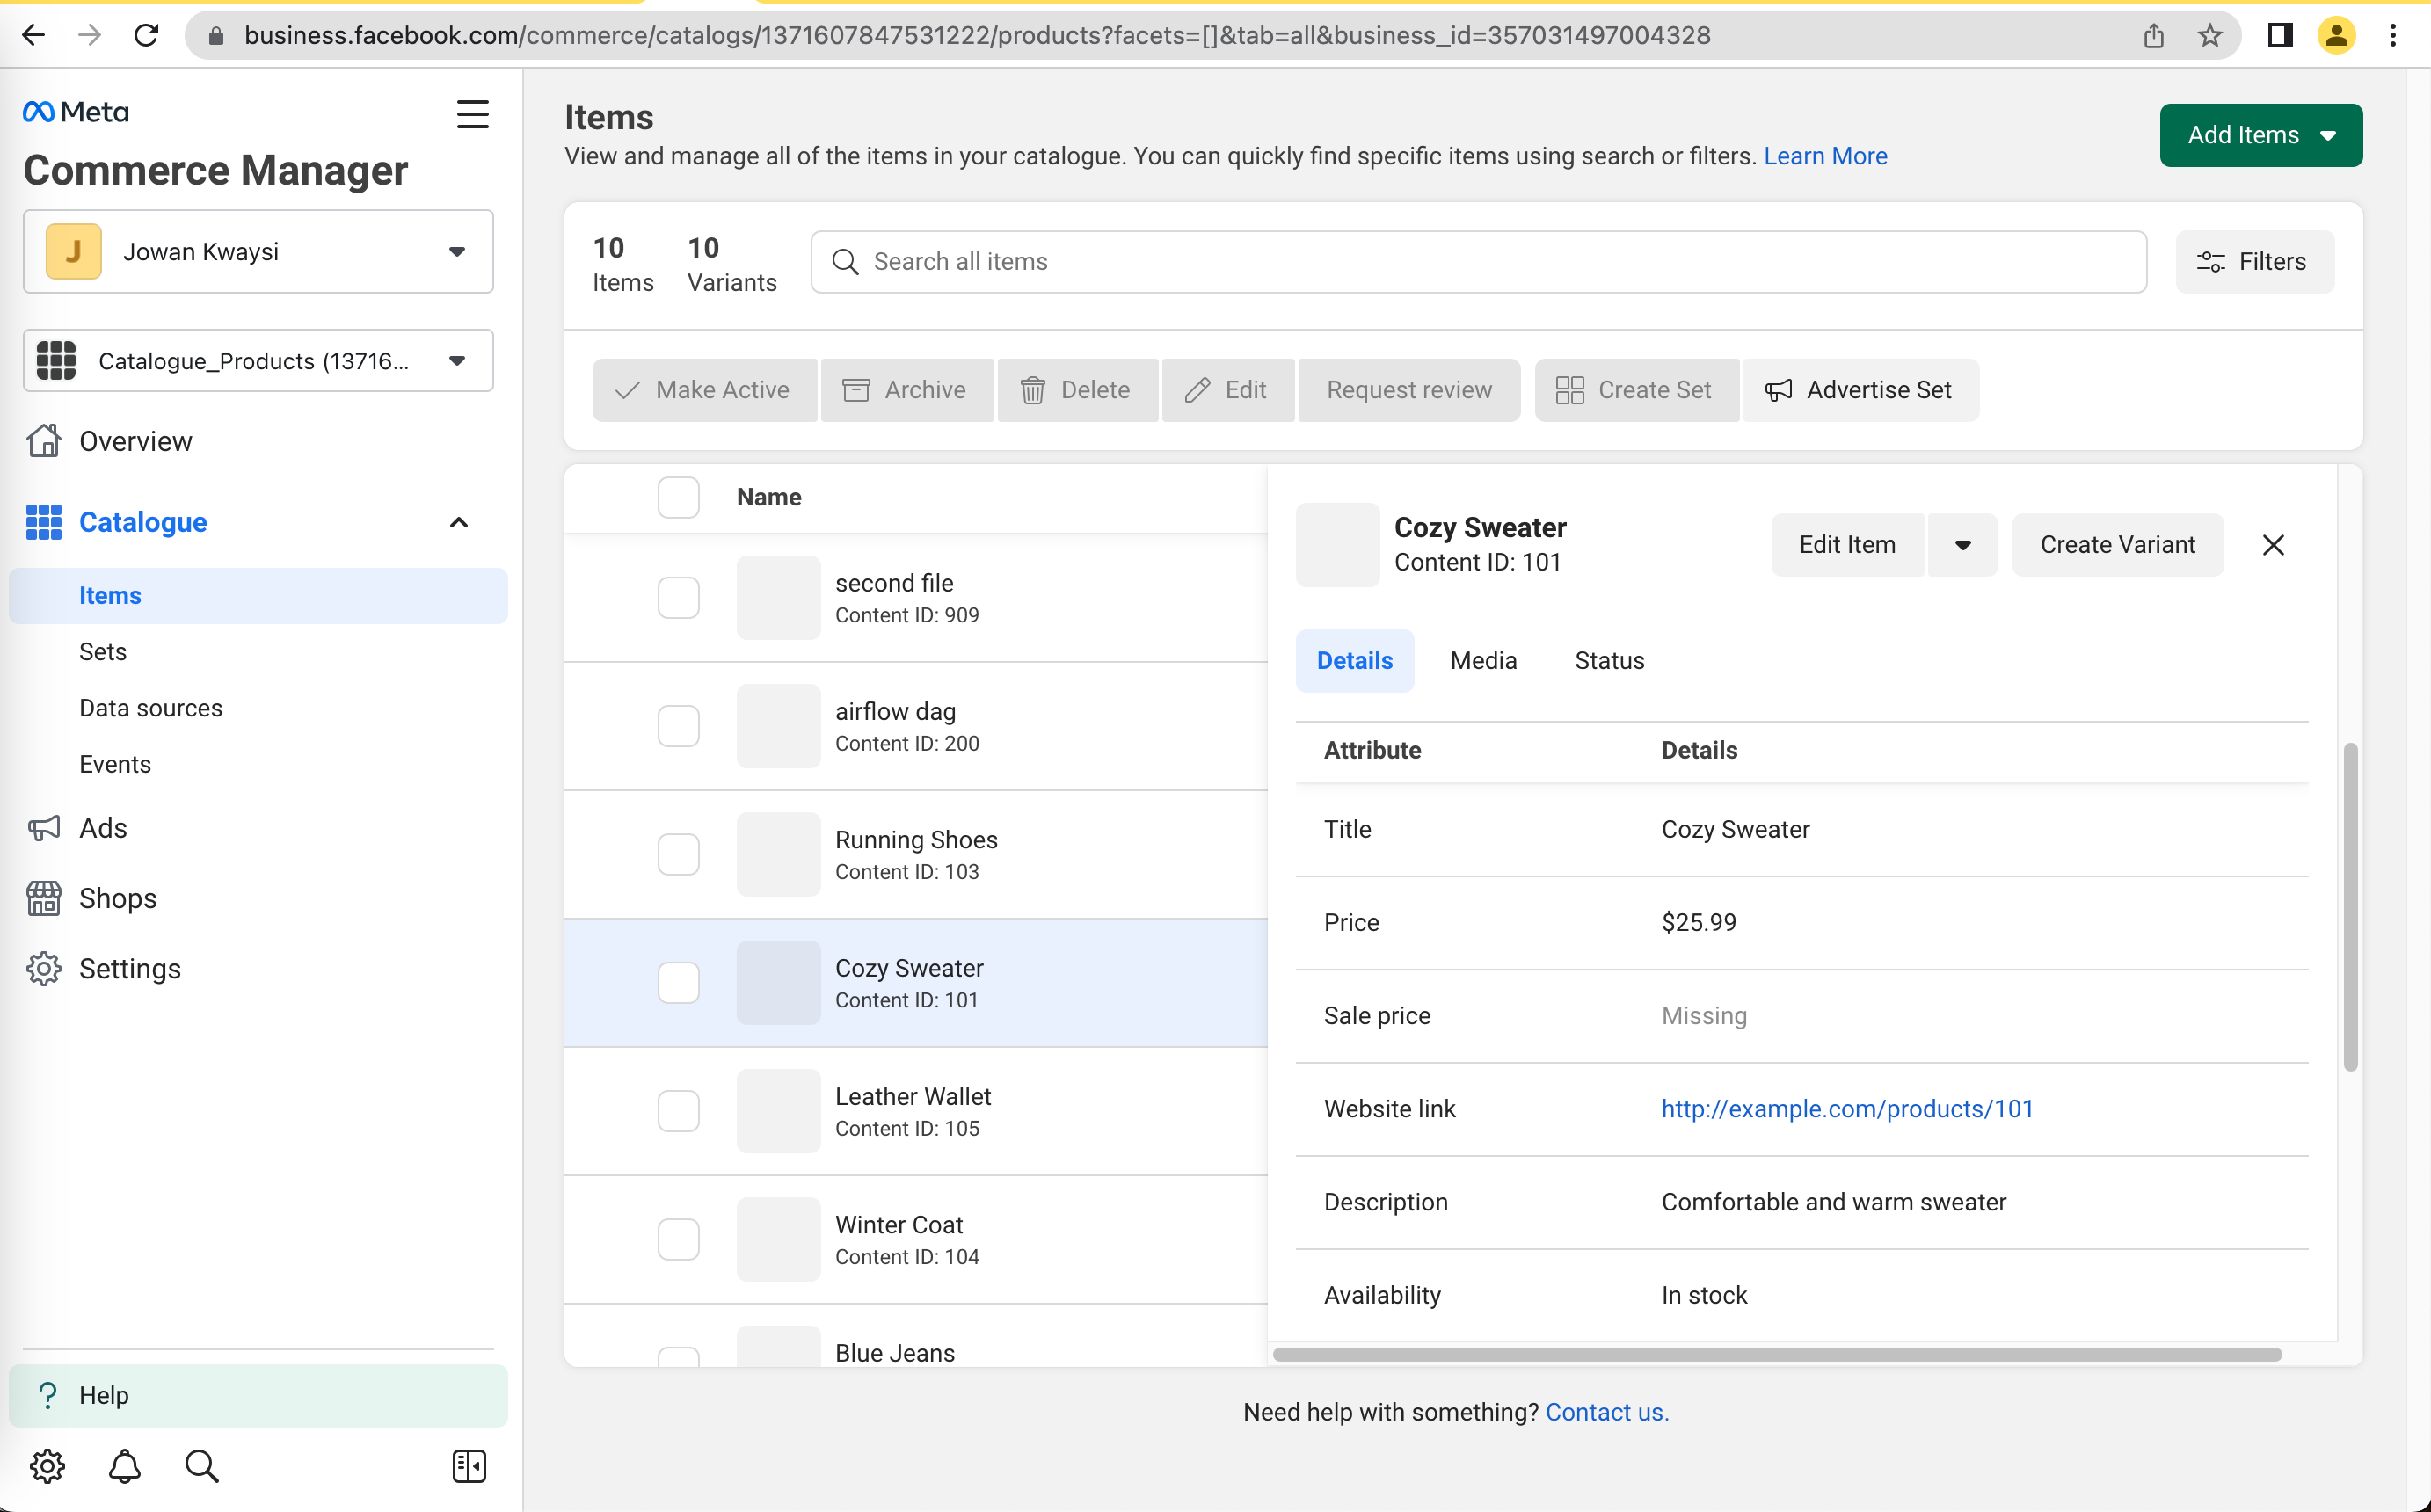 business.facebook.com/commerce/catalogs/1371607847531222/products?facets=[]&tab=all&business_id=357031497004328
Meta
Commerce Manager
J
Jowan Kwaysi
Catalogue_Products (13716...
Overview
Catalogue
Items
Sets
Data sources
Events
Ads
Shops
Settings
Help
Items
View and manage all of the items in your catalogue. You can quickly find specific items using search or filters. Learn More
Add Items
10 Items
10 Variants
Search all items
Filters
Make Active
Archive
Delete
Edit
Request review
Create Set
Advertise Set
Name
second file
Content ID: 909
airflow dag
Content ID: 200
Running Shoes
Content ID: 103
Cozy Sweater
Content ID: 101
Leather Wallet
Content ID: 105
Winter Coat
Content ID: 104
Blue Jeans
Cozy Sweater
Content ID: 101
Edit Item
Create Variant
Details
Media
Status
Attribute Details
Title Cozy Sweater
Price $25.99
Sale price Missing
Website link http://example.com/products/101
Description Comfortable and warm sweater
Availability In stock
Need help with something? Contact us.